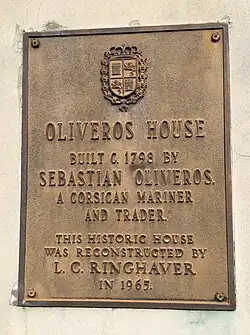 OLIVEROS HOUSE
BUILT C. 1798 BY
SEBASTIAN OLIVEROS.
A CORSICAN MARINER
AND TRADER.
THIS HISTORIC HOUSE
WAS RECONSTRUCTED BY
L. C. RINGHAVER
IN 1965.